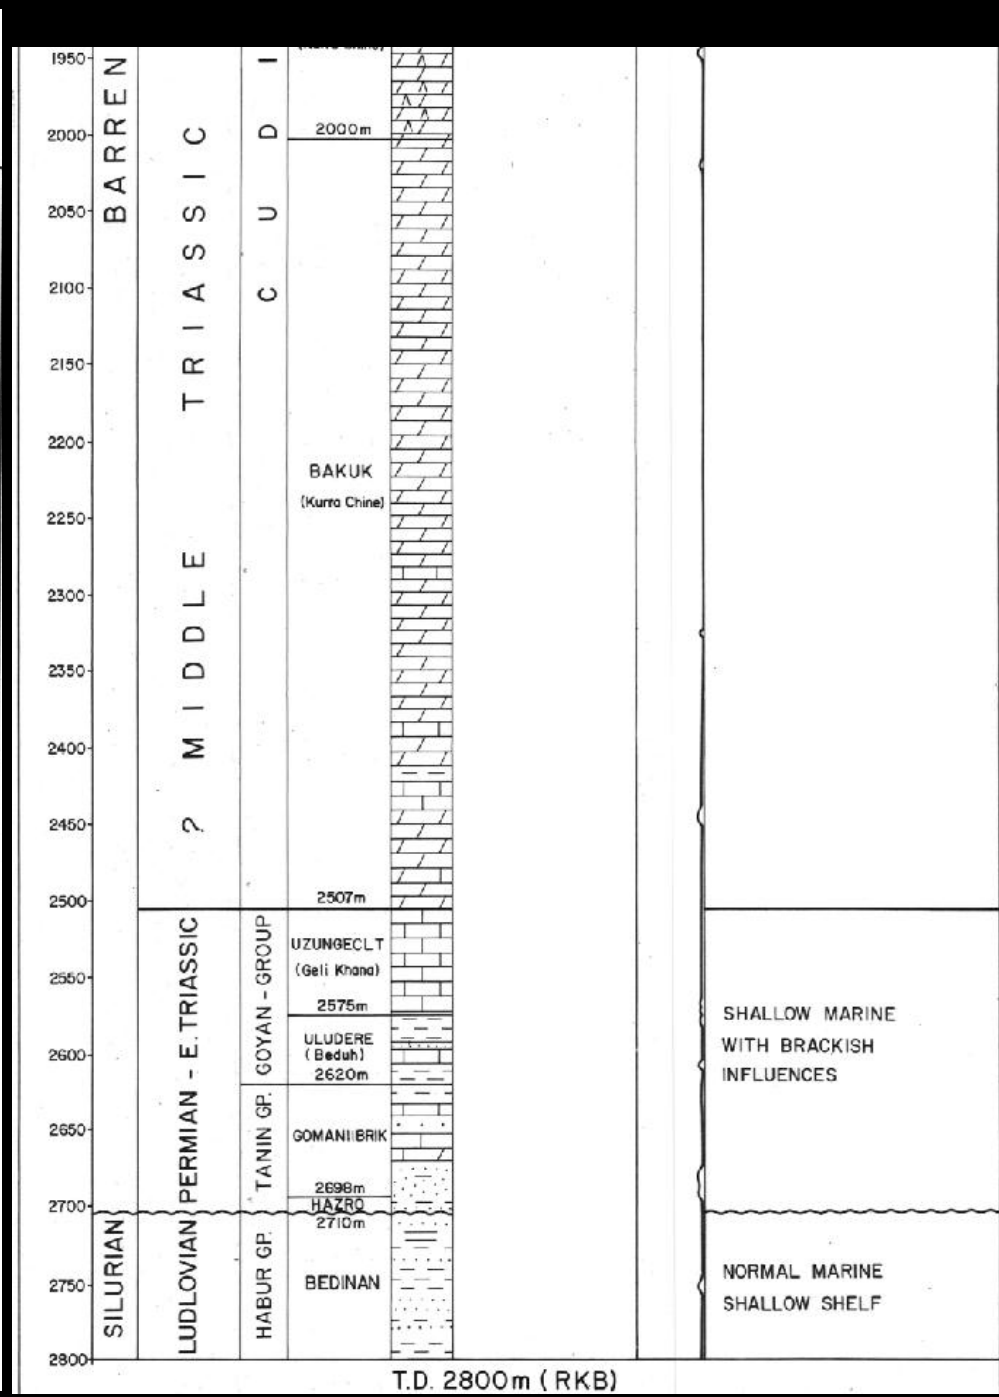 1950
2000
2050
2100
2150
2200
2250
2300
2350
2400
2450
2500
2550
2600
2650
2700
2750
2800
BARREN
SILURIAN
? MIDDLE TRIASSIC
PERMIAN - E. TRIASSIC
LUDLOVIAN
CUDI
GOYAN - GROUP
TANIN GP.
HABUR GP.
2000m
BAKUK
(Kurra Chine)
2507m
UZUNGECLT
(Geli Khana)
2575m
ULUDERE
(Beduh)
2620m
GOMANIIBRIK
2698m
HAZRO
2710m
BEDINAN
SHALLOW MARINE
WITH BRACKISH
INFLUENCES
NORMAL MARINE
SHALLOW SHELF
T.D. 2800m (RKB)